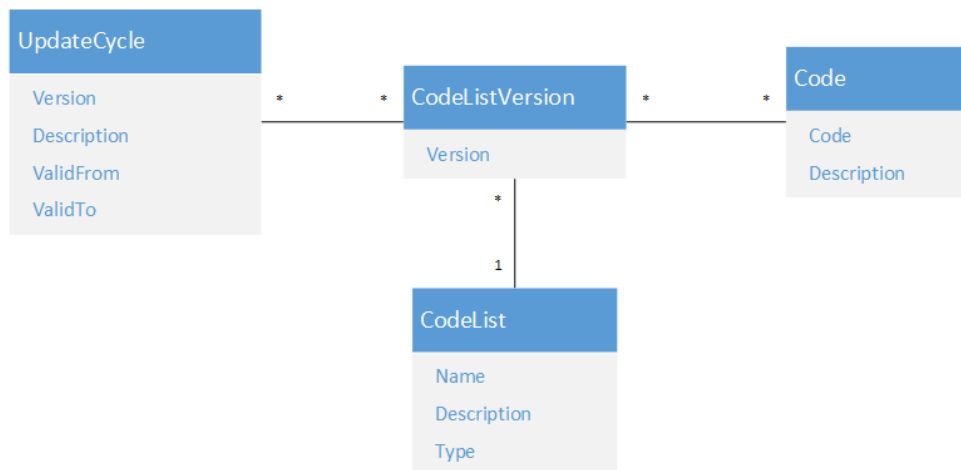 UpdateCycle
Version
Description
ValidFrom
ValidTo
* *
CodeListVersion
Version
* *
Code
Code
Description
*
1
CodeList
Name
Description
Type